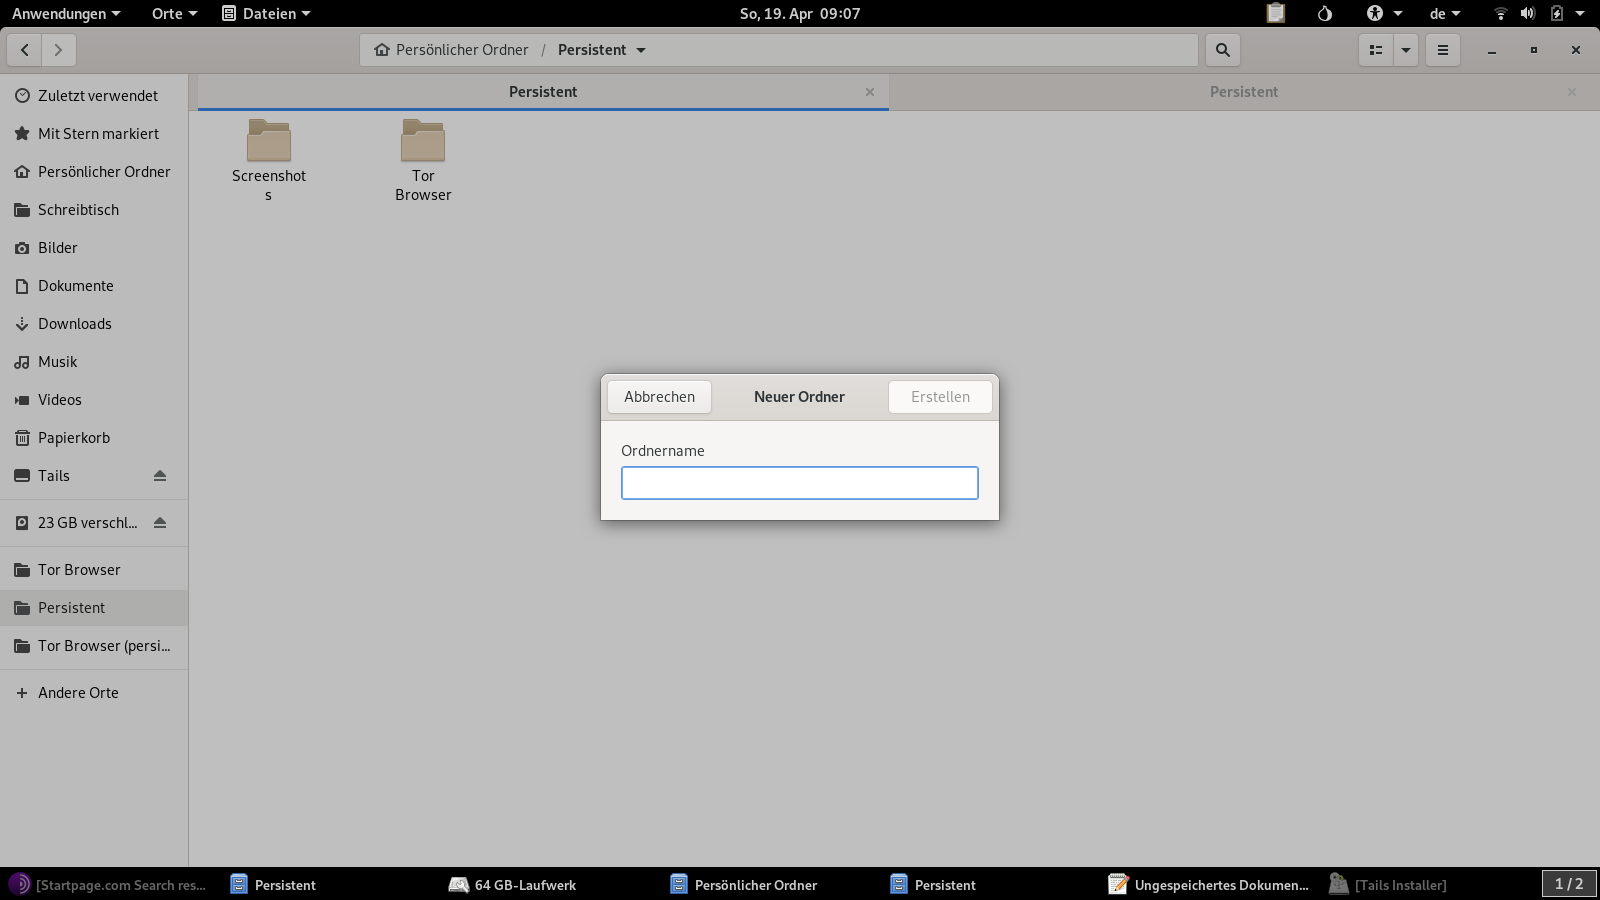 Anwendungen Orte Dateien So, 19. Apr 09:07 de
Persönlicher Ordner / Persistent
Persistent Persistent
Zuletzt verwendet
Mit Stern markiert
Persönlicher Ordner
Schreibtisch
Bilder
Dokumente
Downloads
Musik
Videos
Papierkorb
Tails
23 GB verschl...
Tor Browser
Persistent
Tor Browser (persi...
Andere Orte
Screenshot
s
Tor
Browser
Abbrechen Neuer Ordner Erstellen
Ordnername
[Startpage.com Search res... Persistent 64 GB-Laufwerk Persönlicher Ordner Persistent Ungespeichertes Dokumen... [Tails Installer] 1 / 2